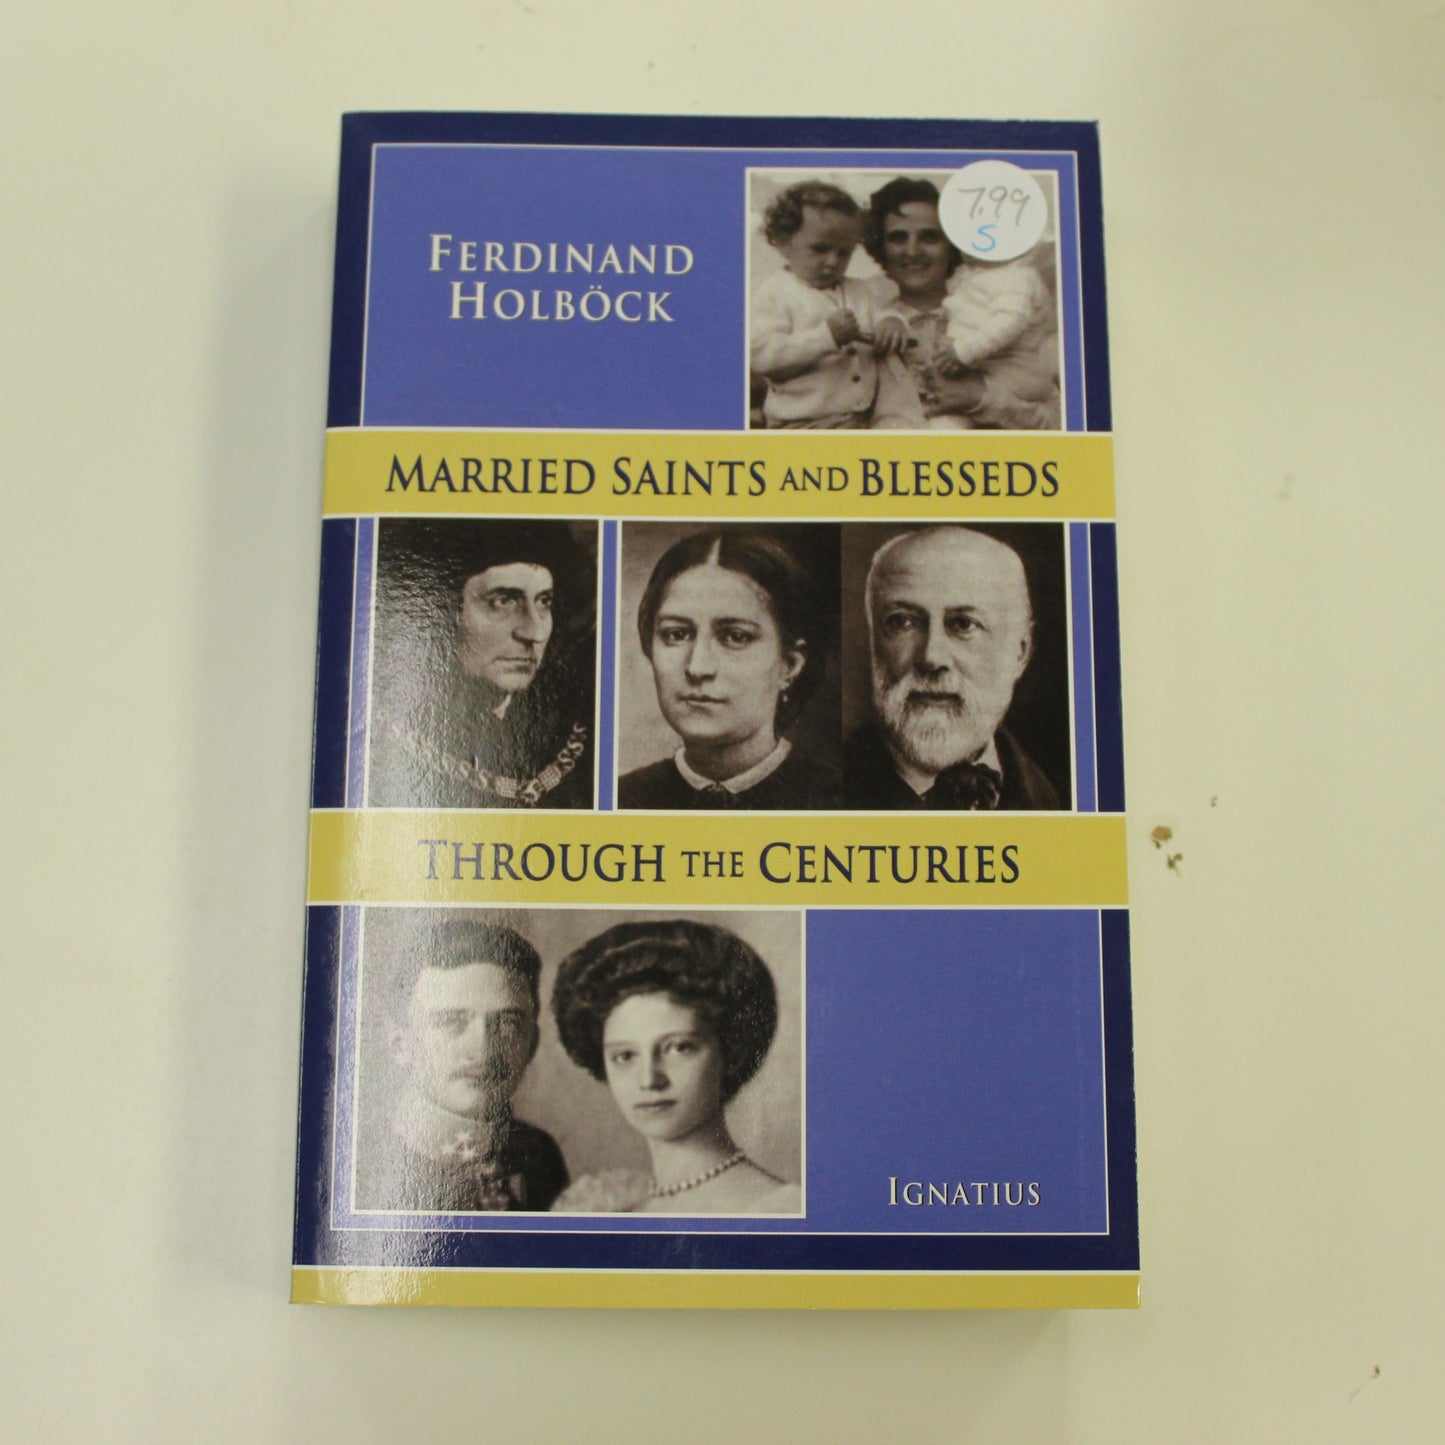 FERDINAND
HOLBÖCK
7.99
S
MARRIED SAINTS AND BLESSEDS
THROUGH THE CENTURIES
IGNATIUS